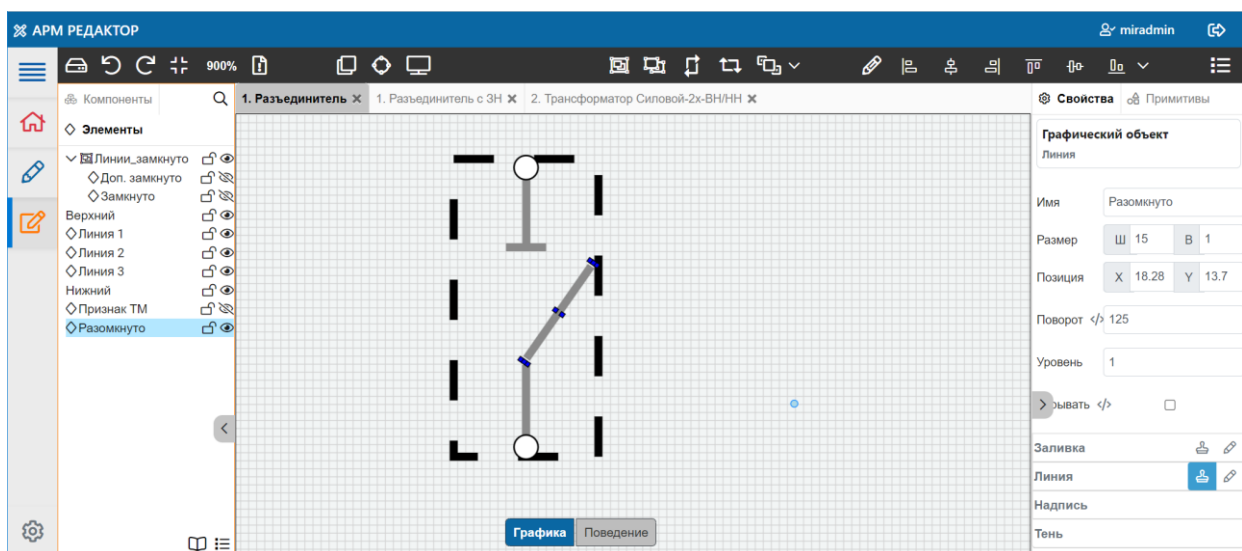 АРМ РЕДАКТОР miradmin
900%
Компоненты 1. Разъединитель × 1. Разъединитель с ЗН × 2. Трансформатор Силовой-2х-ВН/НН × Свойства Примитивы
Элементы
Графический объект
Линия
Линии_замкнуто
Доп. замкнуто
Замкнуто
Верхний
Линия 1
Линия 2
Линия 3
Нижний
Признак ТМ
Разомкнуто
Имя Разомкнуто
Размер Ш 15 В 1
Позиция X 18.28 Y 13.7
Поворот </> 125
Уровень 1
рывать </>
Заливка
Линия
Надпись
Тень
Графика Поведение